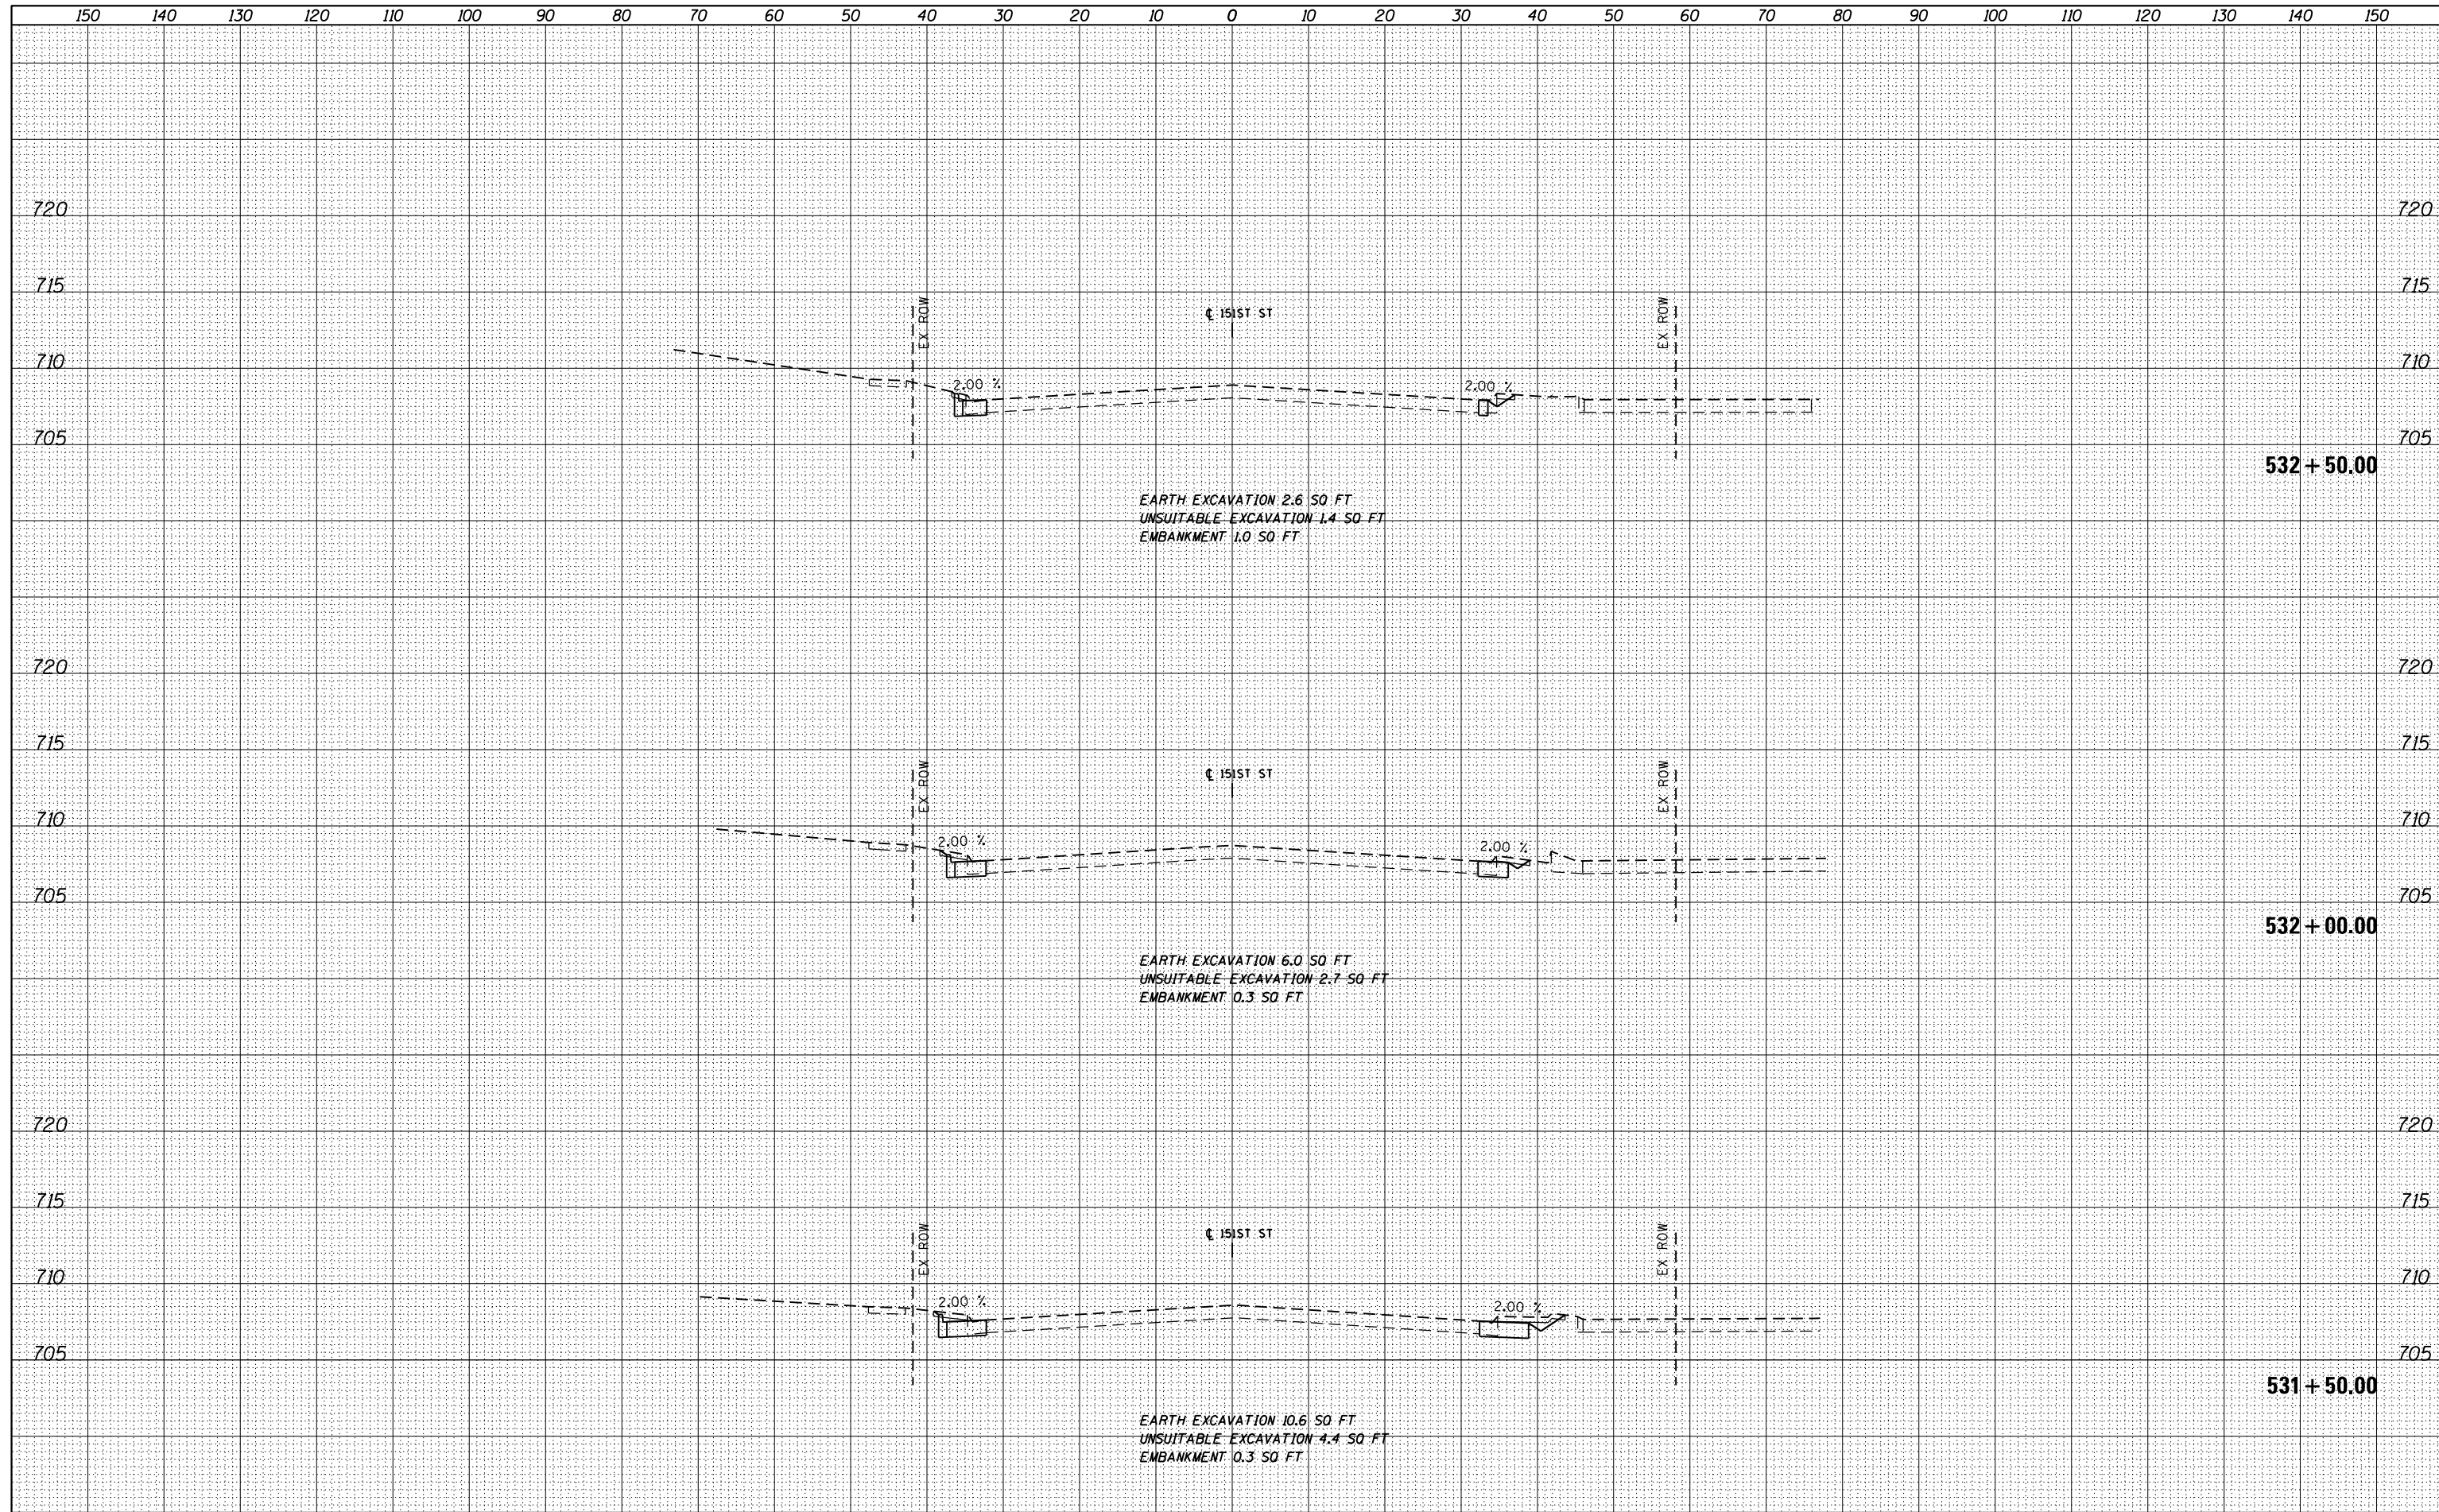 150 140 130 120 110 100 90 80 70 60 50 40 30 20 10 0 10 20 30 40 50 60 70 80 90 100 110 120 130 140 150
720 720
715 715
EX ROW ℄ 151ST ST EX ROW
710 710
2.00 % 2.00 %
705 705
532+50.00
EARTH EXCAVATION 2.6 SQ FT
UNSUITABLE EXCAVATION 1.4 SQ FT
EMBANKMENT 1.0 SQ FT
720 720
715 715
EX ROW ℄ 151ST ST EX ROW
710 710
2.00 % 2.00 %
705 705
532+00.00
EARTH EXCAVATION 6.0 SQ FT
UNSUITABLE EXCAVATION 2.7 SQ FT
EMBANKMENT 0.3 SQ FT
720 720
715 715
EX ROW ℄ 151ST ST EX ROW
710 710
2.00 % 2.00 %
705 705
531+50.00
EARTH EXCAVATION 10.6 SQ FT
UNSUITABLE EXCAVATION 4.4 SQ FT
EMBANKMENT 0.3 SQ FT